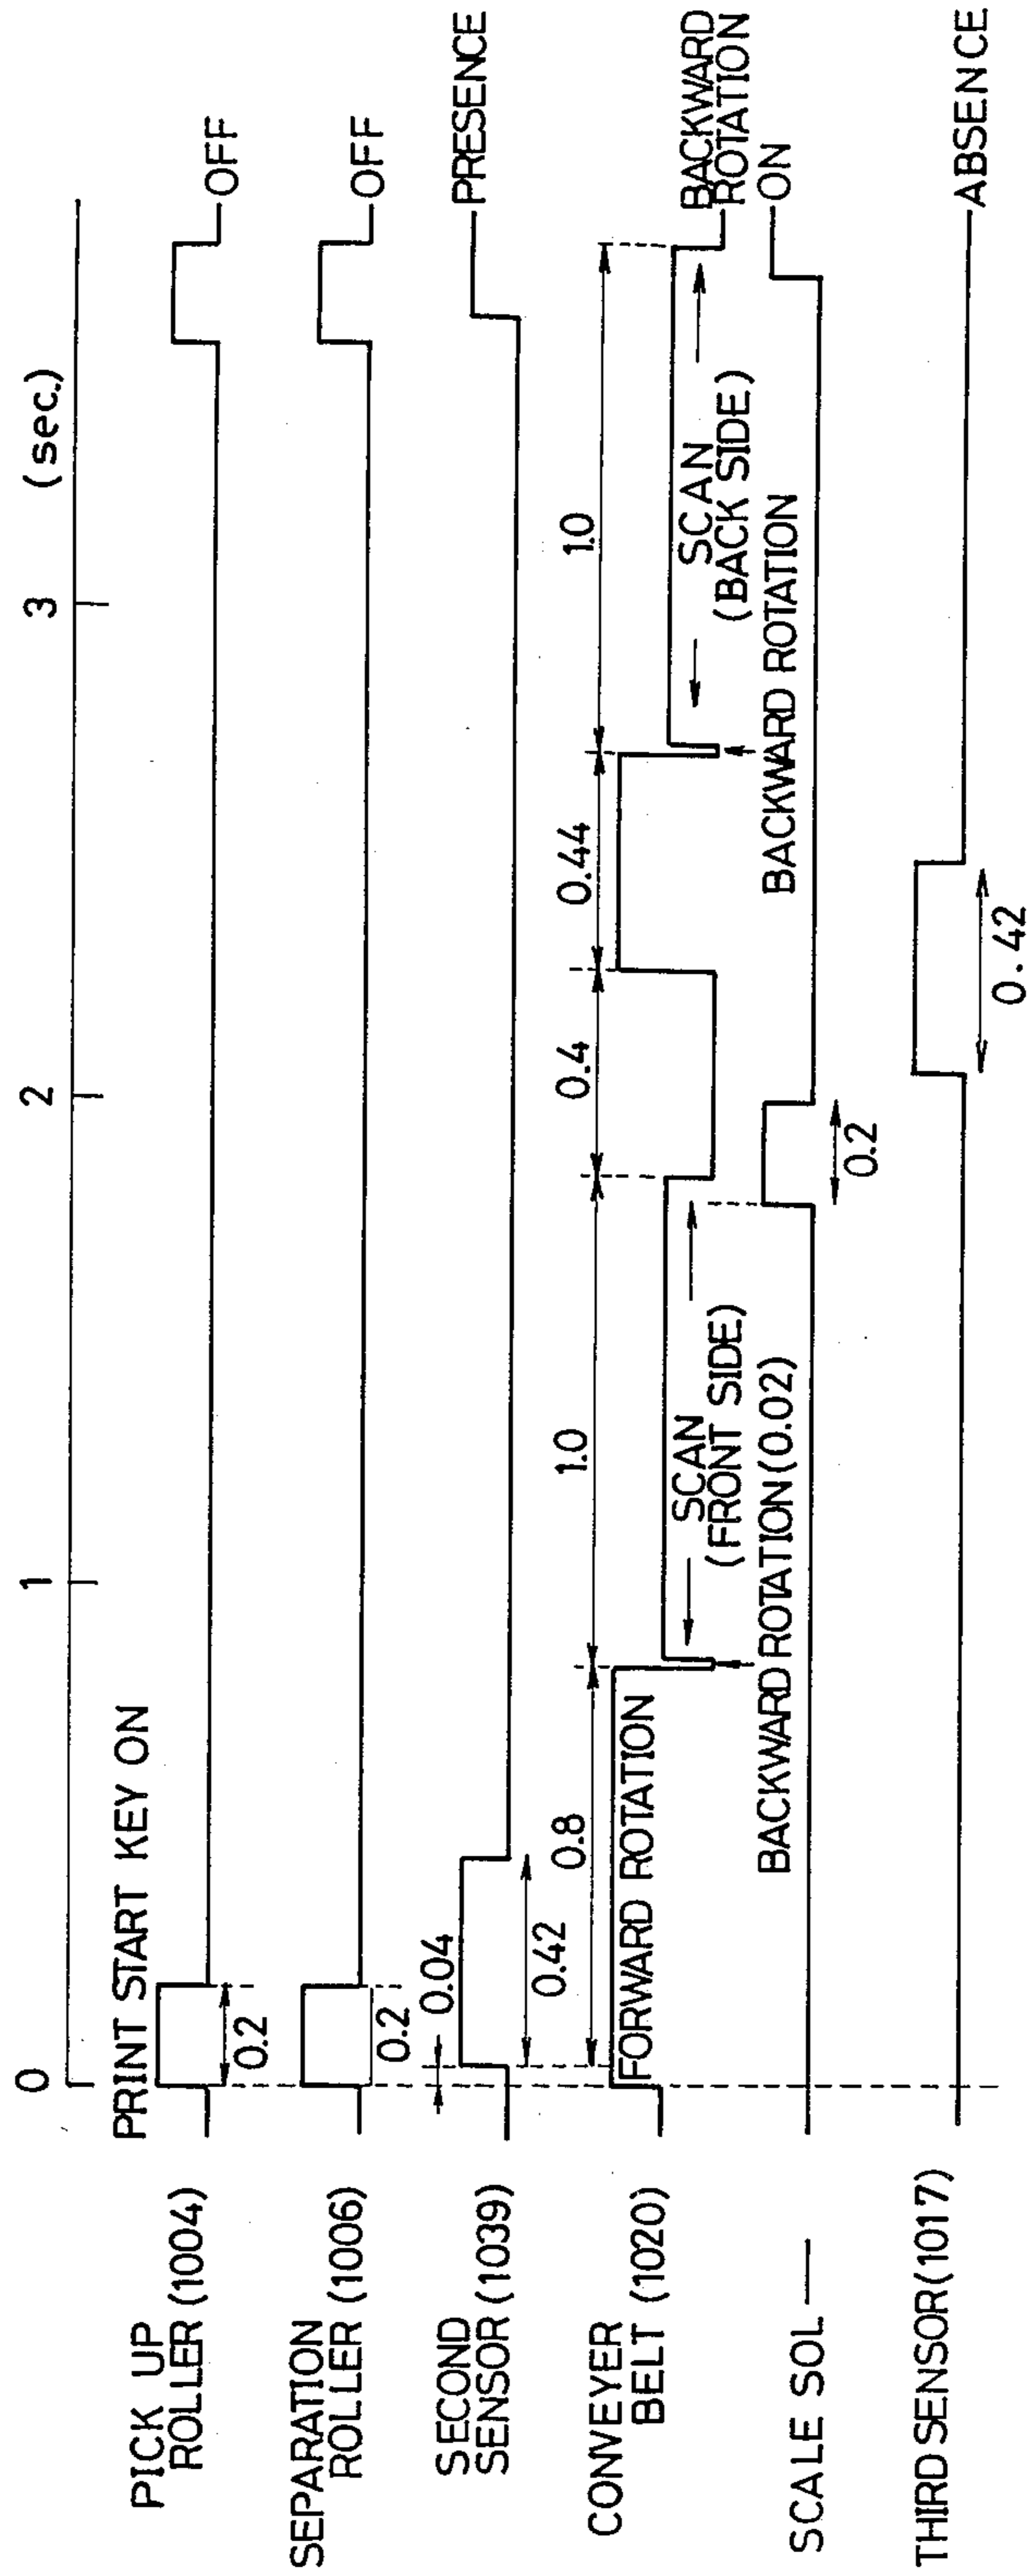 0
1
2
3
(sec.)
PRINT START KEY ON
PICK UP
ROLLER (1004)
0.2
OFF
SEPARATION
ROLLER (1006)
0.2
OFF
SECOND
SENSOR (1039)
0.04
0.42
PRESENCE
CONVEYER
BELT (1020)
0.8
1.0
0.4
0.44
1.0
FORWARD ROTATION
SCAN
(FRONT SIDE)
SCAN
(BACK SIDE)
BACKWARD
ROTATION
BACKWARD ROTATION (0.02)
BACKWARD ROTATION
SCALE SOL
0.2
ON
THIRD SENSOR (1017)
0.42
ABSENCE